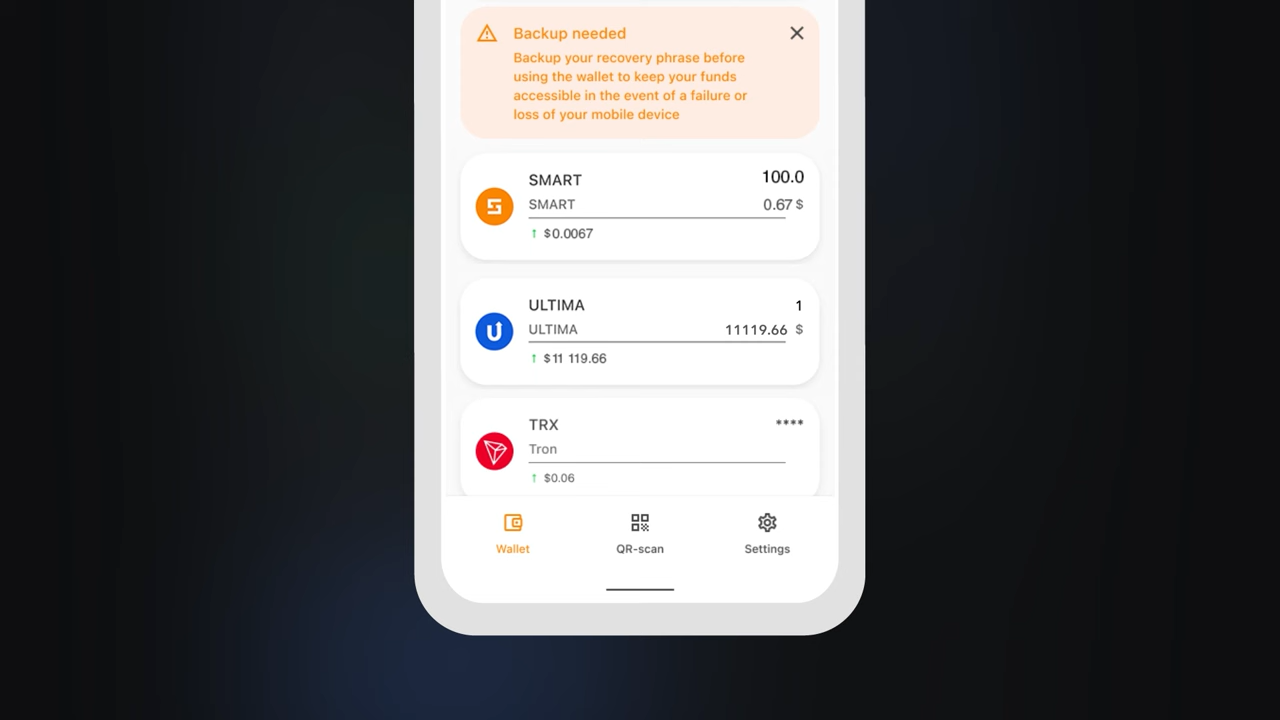 Backup needed
Backup your recovery phrase before
using the wallet to keep your funds
accessible in the event of a failure or
loss of your mobile device
SMART 100.0
SMART 0.67 $
↑ $0.0067
ULTIMA 1
ULTIMA 11119.66 $
↑ $11 119.66
TRX ****
Tron
↑ $0.06
Wallet QR-scan Settings